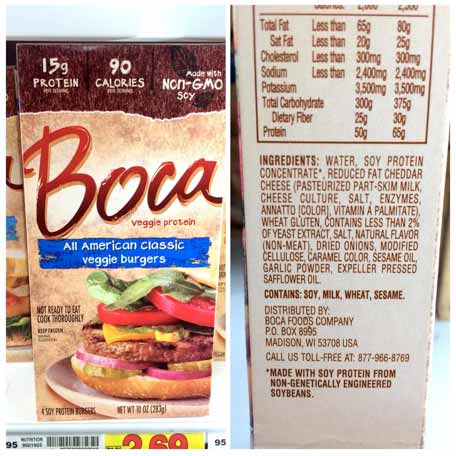 15g
PROTEIN
PER SERVING
90
CALORIES
PER SERVING
Made with
NON-GMO
SOY
Boca
veggie protein
All American classic
veggie burgers
NOT READY TO EAT
COOK THOROUGHLY
KEEP FROZEN
4 SOY PROTEIN BURGERS
NET WT 10 OZ (283g)
95
NUTRITION
2.69
95
Calories: 2,000 2,500
Total Fat Less than 65g 80g
Sat Fat Less than 20g 25g
Cholesterol Less than 300mg 300mg
Sodium Less than 2,400mg 2,400mg
Potassium 3,500mg 3,500mg
Total Carbohydrate 300g 375g
Dietary Fiber 25g 30g
Protein 50g 65g
INGREDIENTS: WATER, SOY PROTEIN
CONCENTRATE*, REDUCED FAT CHEDDAR
CHEESE (PASTEURIZED PART-SKIM MILK,
CHEESE CULTURE, SALT, ENZYMES,
ANNATTO [COLOR], VITAMIN A PALMITATE),
WHEAT GLUTEN, CONTAINS LESS THAN 2%
OF YEAST EXTRACT, SALT, NATURAL FLAVOR
(NON-MEAT), DRIED ONIONS, MODIFIED
CELLULOSE, CARAMEL COLOR, SESAME OIL,
GARLIC POWDER, EXPELLER PRESSED
SAFFLOWER OIL.
CONTAINS: SOY, MILK, WHEAT, SESAME.
DISTRIBUTED BY:
BOCA FOODS COMPANY
P.O. BOX 8995
MADISON, WI 53708 USA
CALL US TOLL-FREE AT: 877-966-8769
*MADE WITH SOY PROTEIN FROM
NON-GENETICALLY ENGINEERED
SOYBEANS.